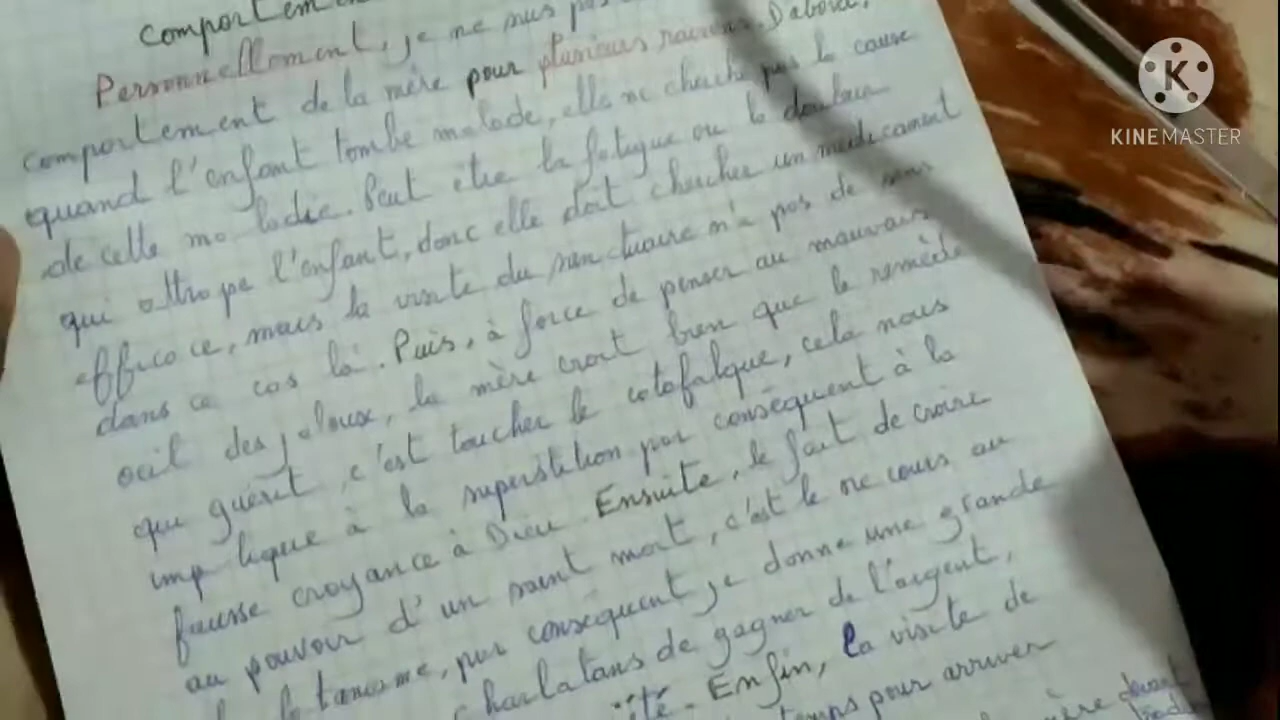 comportem
Personnellement, je ne suis pas
comportement de la mère pour plusieurs raisons. D'abord,
quand l'enfant tombe malade, elle ne cherche pas la cause
de cette maladie. Peut être la fatigue ou la douleur
qui attrape l'enfant, donc elle doit chercher un médicament
efficace, mais la visite du sanctuaire n'a pas de sens
dans ce cas là. Puis, à force de penser au mauvais
oeil des jaloux, la mère croit bien que le remède
qui guérit, c'est toucher le catafalque, cela nous
implique à la superstition par conséquent à la
fausse croyance à Dieu. Ensuite, le fait de croire
au pouvoir d'un saint mort, c'est le recours au
par conséquent je donne une grande
charlatans de gagner de l'argent,
Enfin, la visite de
temps pour arriver
devant
K
KINEMASTER